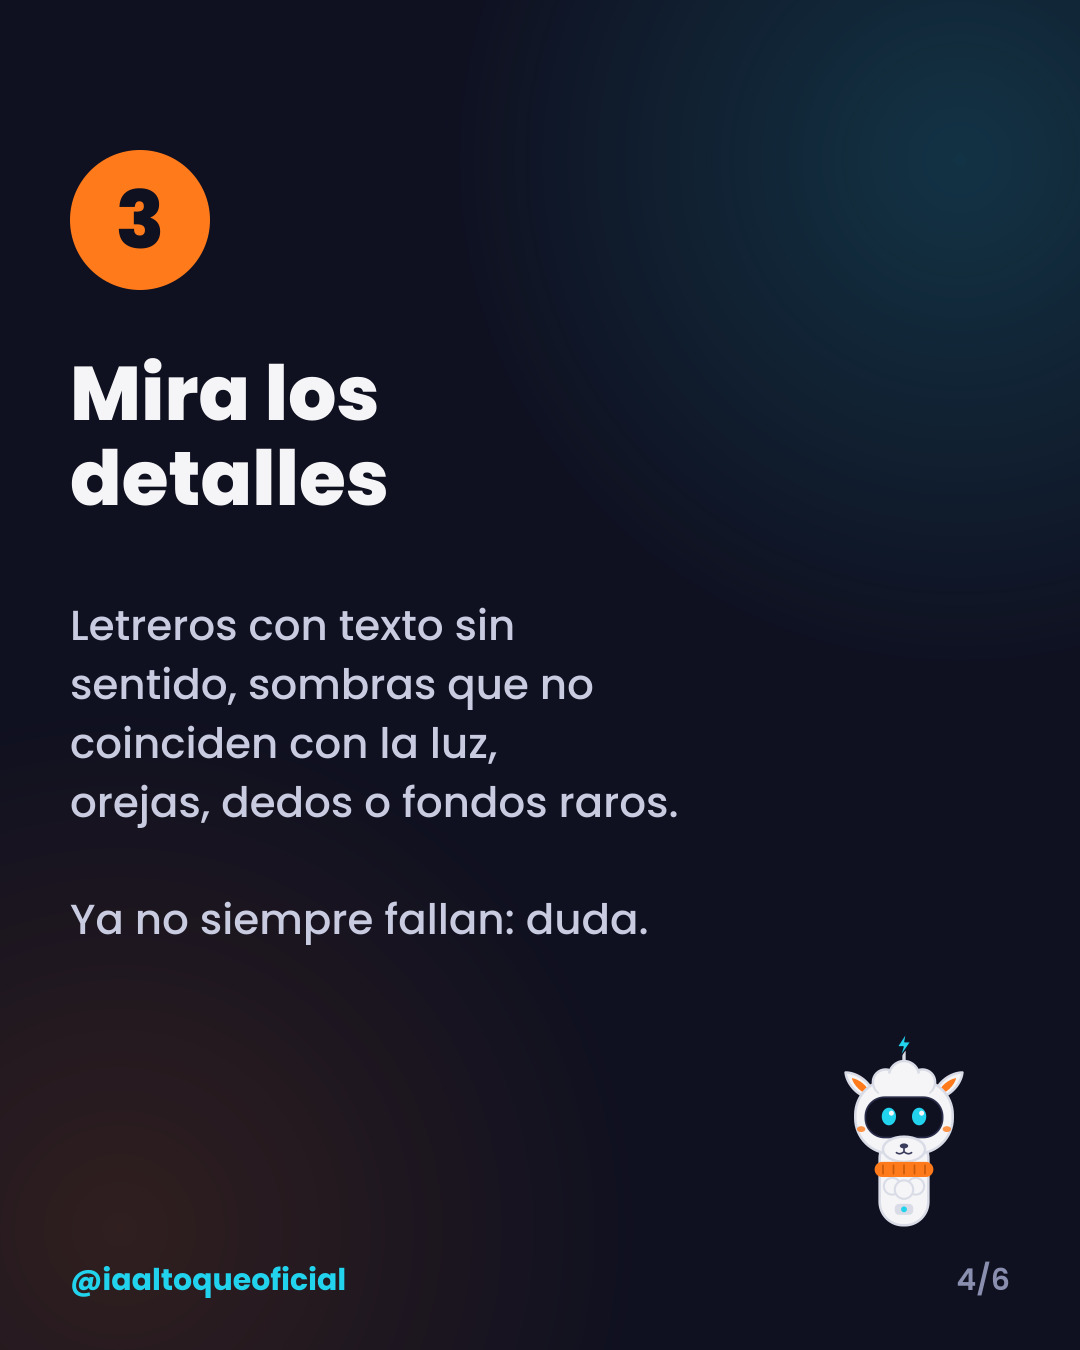 3
Mira los
detalles
Letreros con texto sin
sentido, sombras que no
coinciden con la luz,
orejas, dedos o fondos raros.
Ya no siempre fallan: duda.
@iaaltoqueoficial
4/6